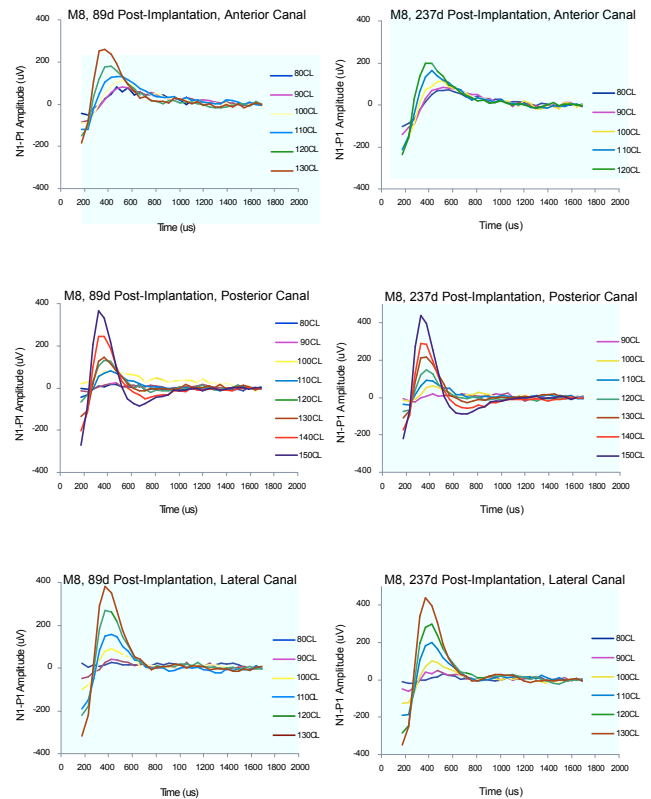 M8, 89d Post-Implantation, Anterior Canal
N1-P1 Amplitude (uV)
400
200
0
-200
-400
0 200 400 600 800 1000 1200 1400 1600 1800 2000
Time (us)
80CL
90CL
100CL
110CL
120CL
130CL
M8, 237d Post-Implantation, Anterior Canal
N1-P1 Amplitude (uV)
400
200
0
-200
-400
0 200 400 600 800 1000 1200 1400 1600 1800 2000
Time (us)
80CL
90CL
100CL
110CL
120CL
M8, 89d Post-Implantation, Posterior Canal
N1-P1 Amplitude (uV)
400
200
0
-200
-400
0 200 400 600 800 1000 1200 1400 1600 1800 2000
Time (us)
80CL
90CL
100CL
110CL
120CL
130CL
140CL
150CL
M8, 237d Post-Implantation, Posterior Canal
N1-P1 Amplitude (uV)
400
200
0
-200
-400
0 200 400 600 800 1000 1200 1400 1600 1800 2000
Time (us)
90CL
100CL
110CL
120CL
130CL
140CL
150CL
M8, 89d Post-Implantation, Lateral Canal
N1-P1 Amplitude (uV)
400
200
0
-200
-400
0 200 400 600 800 1000 1200 1400 1600 1800 2000
Time (us)
80CL
90CL
100CL
110CL
120CL
130CL
M8, 237d Post-Implantation, Lateral Canal
N1-P1 Amplitude (uV)
400
200
0
-200
-400
0 200 400 600 800 1000 1200 1400 1600 1800 2000
Time (us)
80CL
90CL
100CL
110CL
120CL
130CL